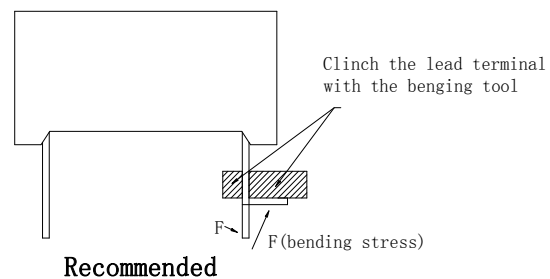 Clinch the lead terminal
with the benging tool
F
F(bending stress)
Recommended